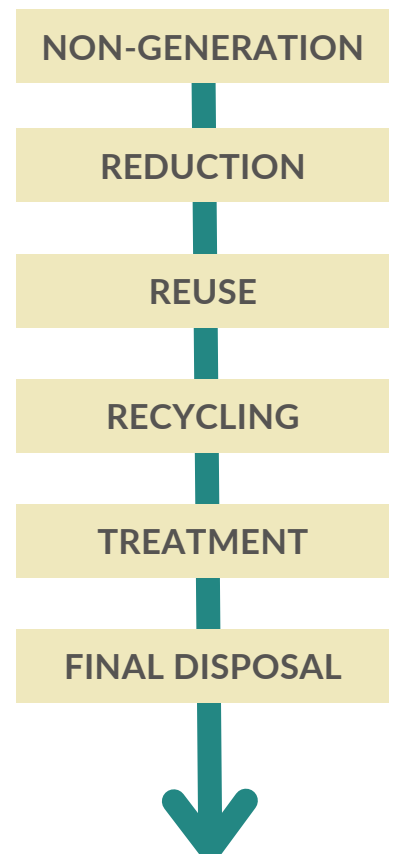 NON-GENERATION
REDUCTION
REUSE
RECYCLING
TREATMENT
FINAL DISPOSAL